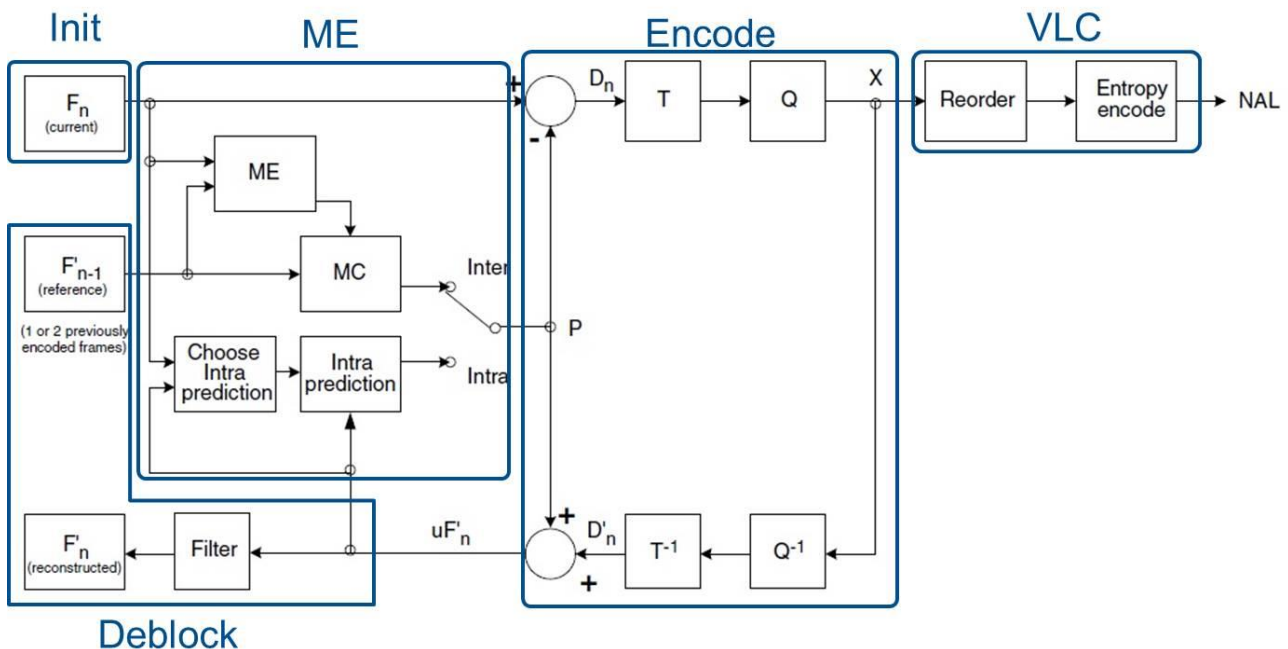 Init
ME
Encode
VLC
Fn
(current)
+
-
Dn
T
Q
X
Reorder
Entropy
encode
NAL
ME
F'n-1
(reference)
(1 or 2 previously
encoded frames)
MC
Inter
P
Choose
Intra
prediction
Intra
prediction
Intra
F'n
(reconstructed)
Filter
uF'n
+
+
D'n
T-1
Q-1
Deblock